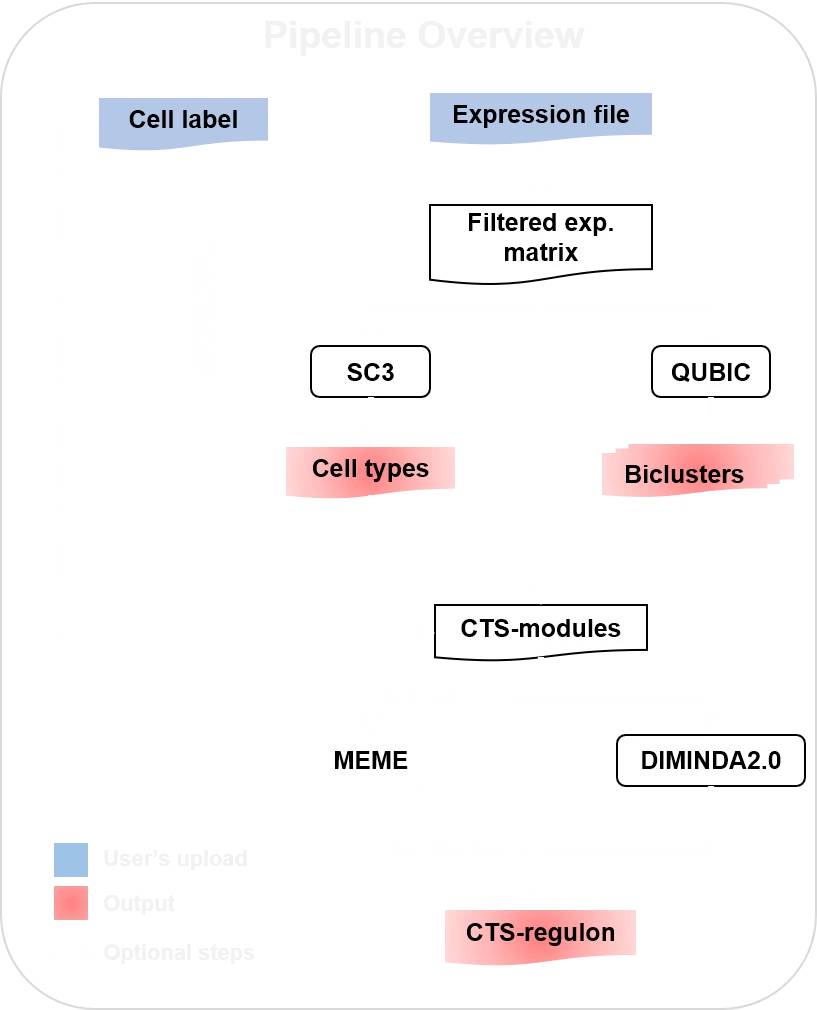 Pipeline Overview
Cell label
Expression file
Filtered exp.
matrix
SC3
QUBIC
Cell types
Biclusters
CTS-modules
MEME
DIMINDA2.0
User's upload
Output
CTS-regulon
Optional steps